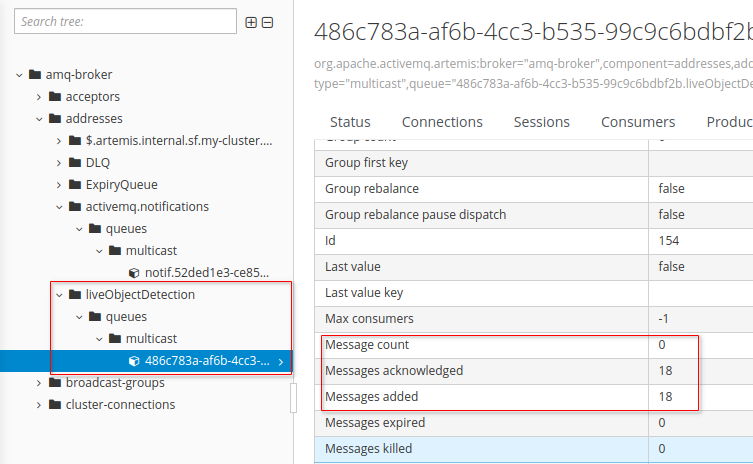 Search tree:
amq-broker
acceptors
addresses
$.artemis.internal.sf.my-cluster....
DLQ
ExpiryQueue
activemq.notifications
queues
multicast
notif.52ded1e3-ce85...
liveObjectDetection
queues
multicast
486c783a-af6b-4cc3-...
broadcast-groups
cluster-connections
486c783a-af6b-4cc3-b535-99c9c6bdbf2b
org.apache.activemq.artemis:broker="amq-broker",component=addresses,add
type="multicast",queue="486c783a-af6b-4cc3-b535-99c9c6bdbf2b.liveObjectDe
Status Connections Sessions Consumers Produc
Group count 0
Group first key
Group rebalance false
Group rebalance pause dispatch false
Id 154
Last value false
Last value key
Max consumers -1
Message count 0
Messages acknowledged 18
Messages added 18
Messages expired 0
Messages killed 0